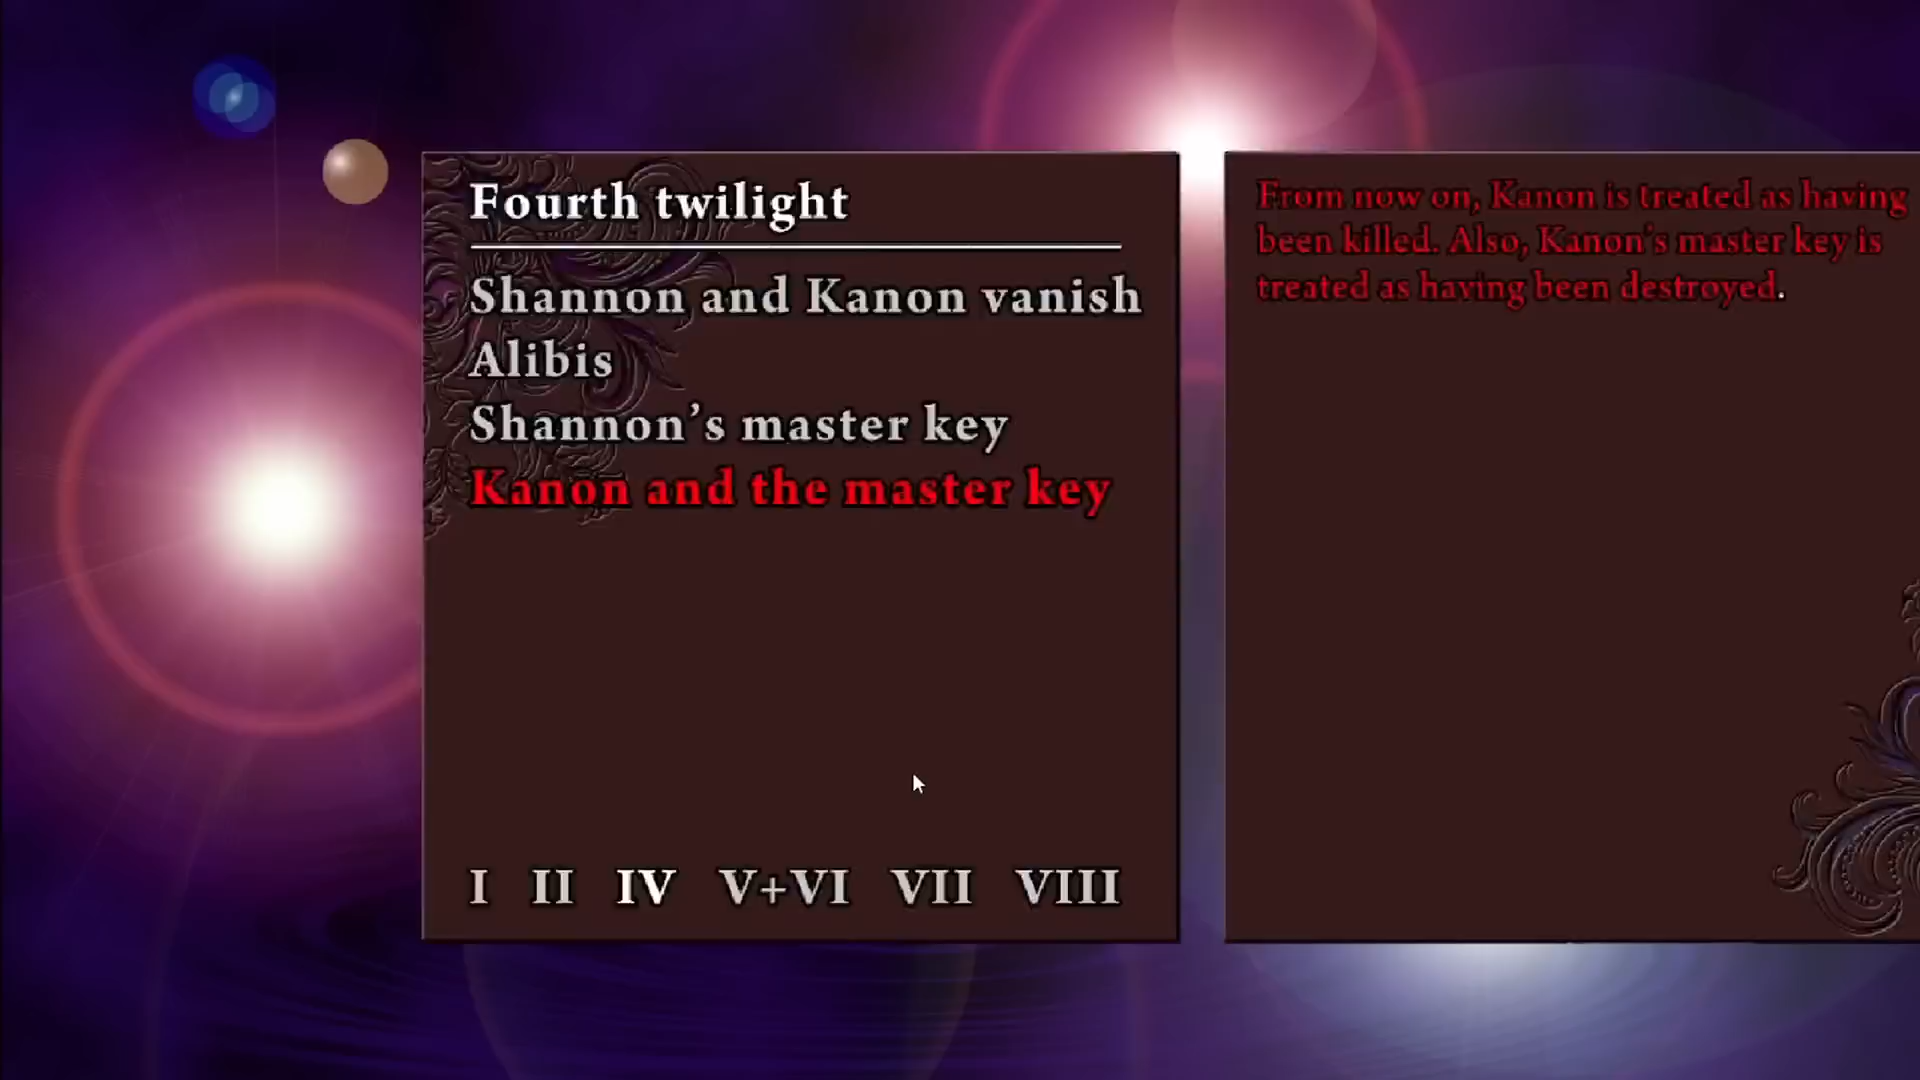 Fourth twilight
Shannon and Kanon vanish
Alibis
Shannon's master key
Kanon and the master key
I II IV V+VI VII VIII
From now on, Kanon is treated as having
been killed. Also, Kanon's master key is
treated as having been destroyed.